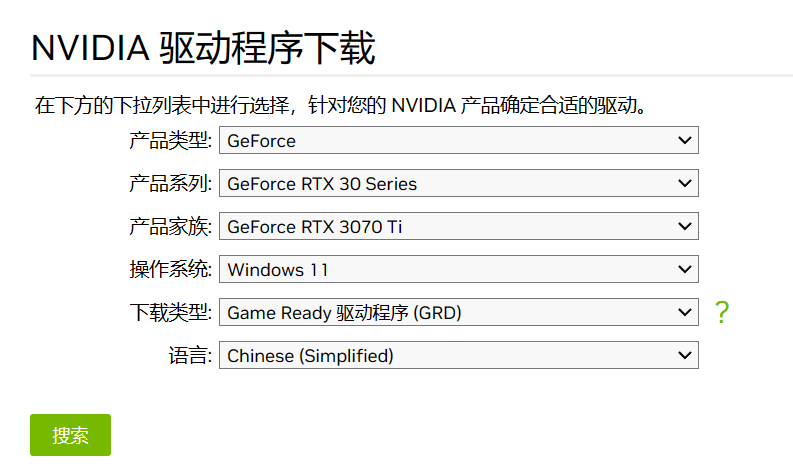 NVIDIA 驱动程序下载
在下方的下拉列表中进行选择，针对您的 NVIDIA 产品确定合适的驱动。
产品类型: GeForce
产品系列: GeForce RTX 30 Series
产品家族: GeForce RTX 3070 Ti
操作系统: Windows 11
下载类型: Game Ready 驱动程序 (GRD) ?
语言: Chinese (Simplified)
搜索